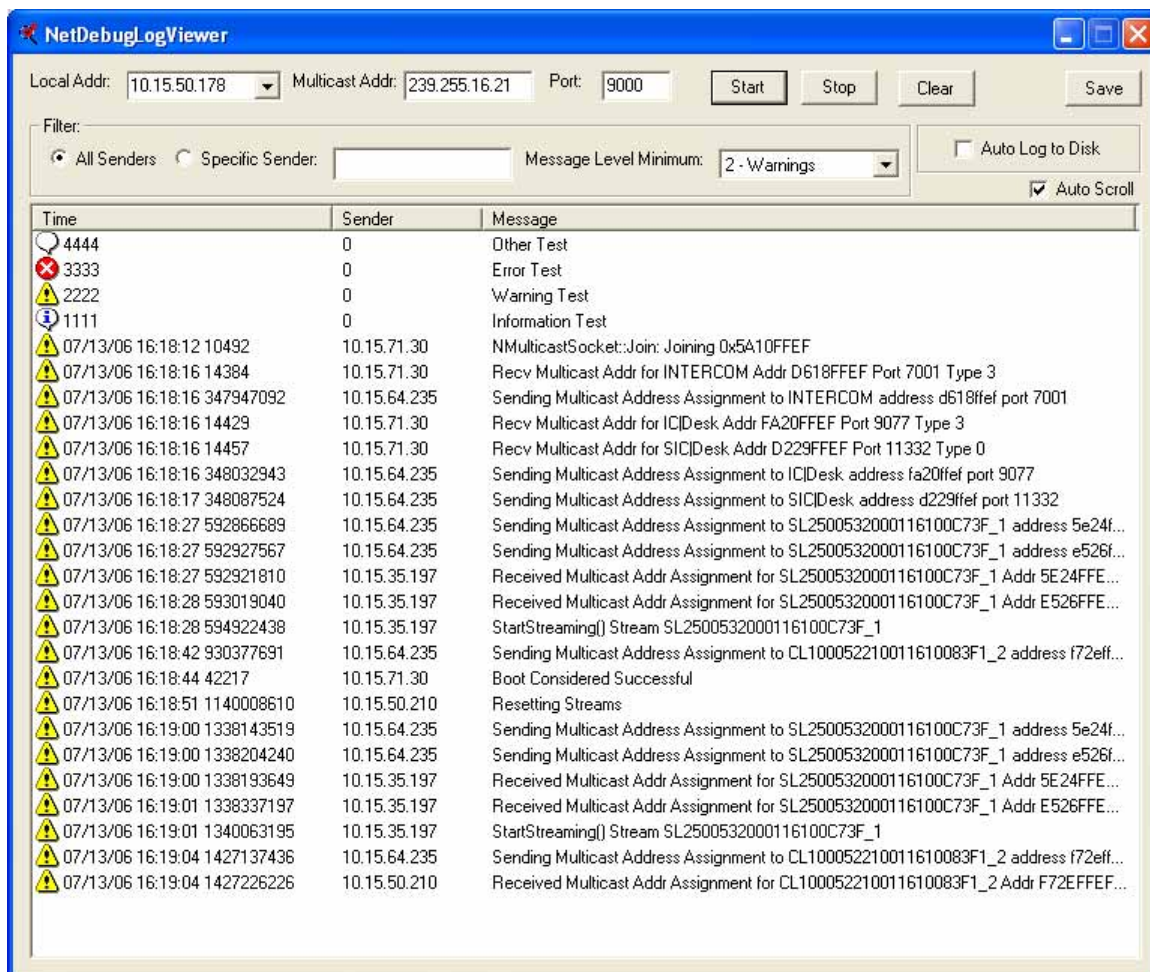 NetDebugLogViewer
Local Addr: 10.15.50.178 Multicast Addr: 239.255.16.21 Port: 9000 Start Stop Clear Save
Filter:
All Senders Specific Sender: Message Level Minimum: 2 - Warnings Auto Log to Disk
Auto Scroll
Time Sender Message
4444 0 Other Test
3333 0 Error Test
2222 0 Warning Test
1111 0 Information Test
07/13/06 16:18:12 10492 10.15.71.30 NMulticastSocket::Join: Joining 0x5A10FFEF
07/13/06 16:18:16 14384 10.15.71.30 Recv Multicast Addr for INTERCOM Addr D618FFEF Port 7001 Type 3
07/13/06 16:18:16 347947092 10.15.64.235 Sending Multicast Address Assignment to INTERCOM address d618ffef port 7001
07/13/06 16:18:16 14429 10.15.71.30 Recv Multicast Addr for IC|Desk Addr FA20FFEF Port 9077 Type 3
07/13/06 16:18:16 14457 10.15.71.30 Recv Multicast Addr for SIC|Desk Addr D229FFEF Port 11332 Type 0
07/13/06 16:18:16 348032943 10.15.64.235 Sending Multicast Address Assignment to IC|Desk address fa20ffef port 9077
07/13/06 16:18:17 348087524 10.15.64.235 Sending Multicast Address Assignment to SIC|Desk address d229ffef port 11332
07/13/06 16:18:27 592866689 10.15.64.235 Sending Multicast Address Assignment to SL2500532000116100C73F_1 address 5e24f...
07/13/06 16:18:27 592927567 10.15.64.235 Sending Multicast Address Assignment to SL2500532000116100C73F_1 address e526f...
07/13/06 16:18:27 592921810 10.15.35.197 Received Multicast Addr Assignment for SL2500532000116100C73F_1 Addr 5E24FFE...
07/13/06 16:18:28 593019040 10.15.35.197 Received Multicast Addr Assignment for SL2500532000116100C73F_1 Addr E526FFE...
07/13/06 16:18:28 594922438 10.15.35.197 StartStreaming() Stream SL2500532000116100C73F_1
07/13/06 16:18:42 930377691 10.15.64.235 Sending Multicast Address Assignment to CL100052210011610083F1_2 address f72eff...
07/13/06 16:18:44 42217 10.15.71.30 Boot Considered Successful
07/13/06 16:18:51 1140008610 10.15.50.210 Resetting Streams
07/13/06 16:19:00 1338143519 10.15.64.235 Sending Multicast Address Assignment to SL2500532000116100C73F_1 address 5e24f...
07/13/06 16:19:00 1338204240 10.15.64.235 Sending Multicast Address Assignment to SL2500532000116100C73F_1 address e526f...
07/13/06 16:19:00 1338193649 10.15.35.197 Received Multicast Addr Assignment for SL2500532000116100C73F_1 Addr 5E24FFE...
07/13/06 16:19:01 1338337197 10.15.35.197 Received Multicast Addr Assignment for SL2500532000116100C73F_1 Addr E526FFE...
07/13/06 16:19:01 1340063195 10.15.35.197 StartStreaming() Stream SL2500532000116100C73F_1
07/13/06 16:19:04 1427137436 10.15.64.235 Sending Multicast Address Assignment to CL100052210011610083F1_2 address f72eff...
07/13/06 16:19:04 1427226226 10.15.50.210 Received Multicast Addr Assignment for CL100052210011610083F1_2 Addr F72EFFEF...